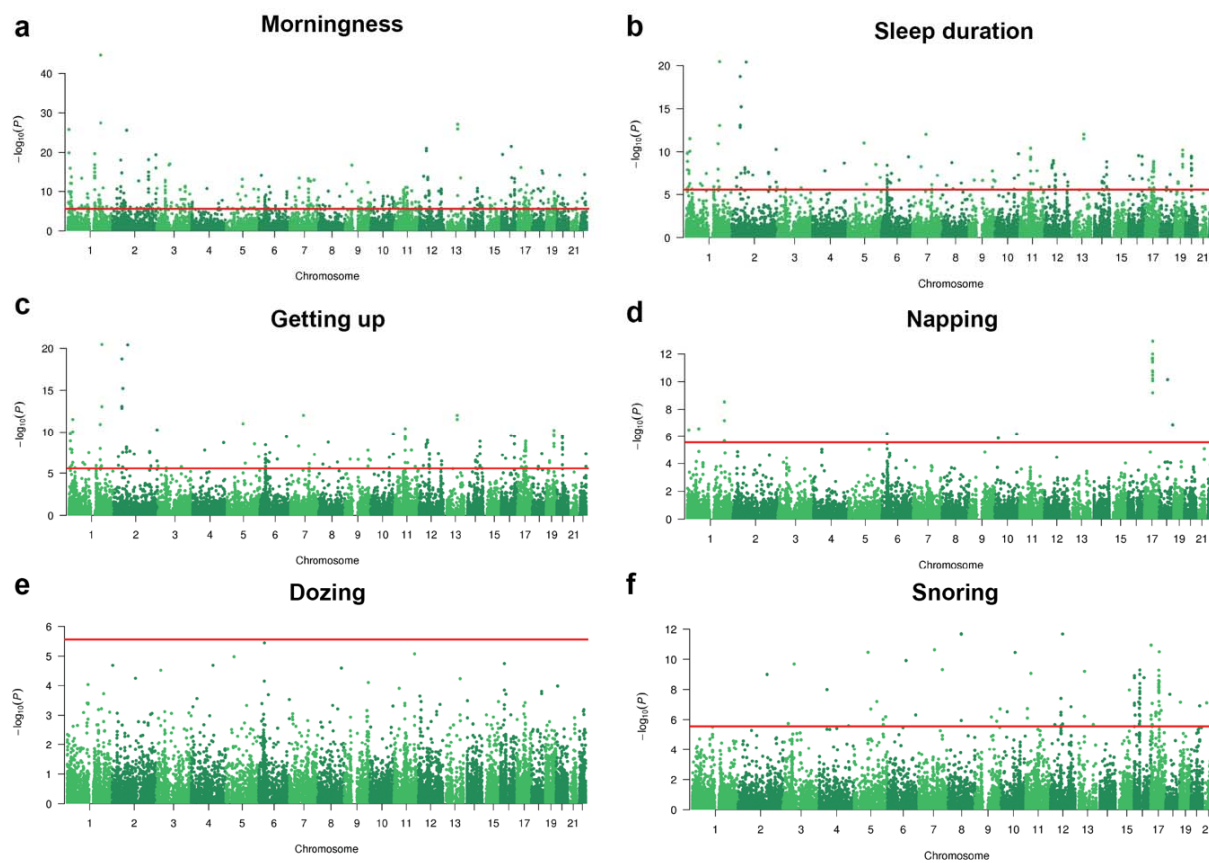 a
Morningness
40
30
20
10
0
−log10(P)
1 2 3 4 5 6 7 8 9 10 11 12 13 15 17 19 21
Chromosome
b
Sleep duration
20
15
10
5
0
−log10(P)
1 2 3 4 5 6 7 8 9 10 11 12 13 15 17 19 21
Chromosome
c
Getting up
20
15
10
5
0
−log10(P)
1 2 3 4 5 6 7 8 9 10 11 12 13 15 17 19 21
Chromosome
d
Napping
12
10
8
6
4
2
0
−log10(P)
1 2 3 4 5 6 7 8 9 10 11 12 13 15 17 19 21
Chromosome
e
Dozing
6
5
4
3
2
1
0
−log10(P)
1 2 3 4 5 6 7 8 9 10 11 12 13 15 17 19 21
Chromosome
f
Snoring
12
10
8
6
4
2
0
−log10(P)
1 2 3 4 5 6 7 8 9 10 11 12 13 15 17 19 2
Chromosome